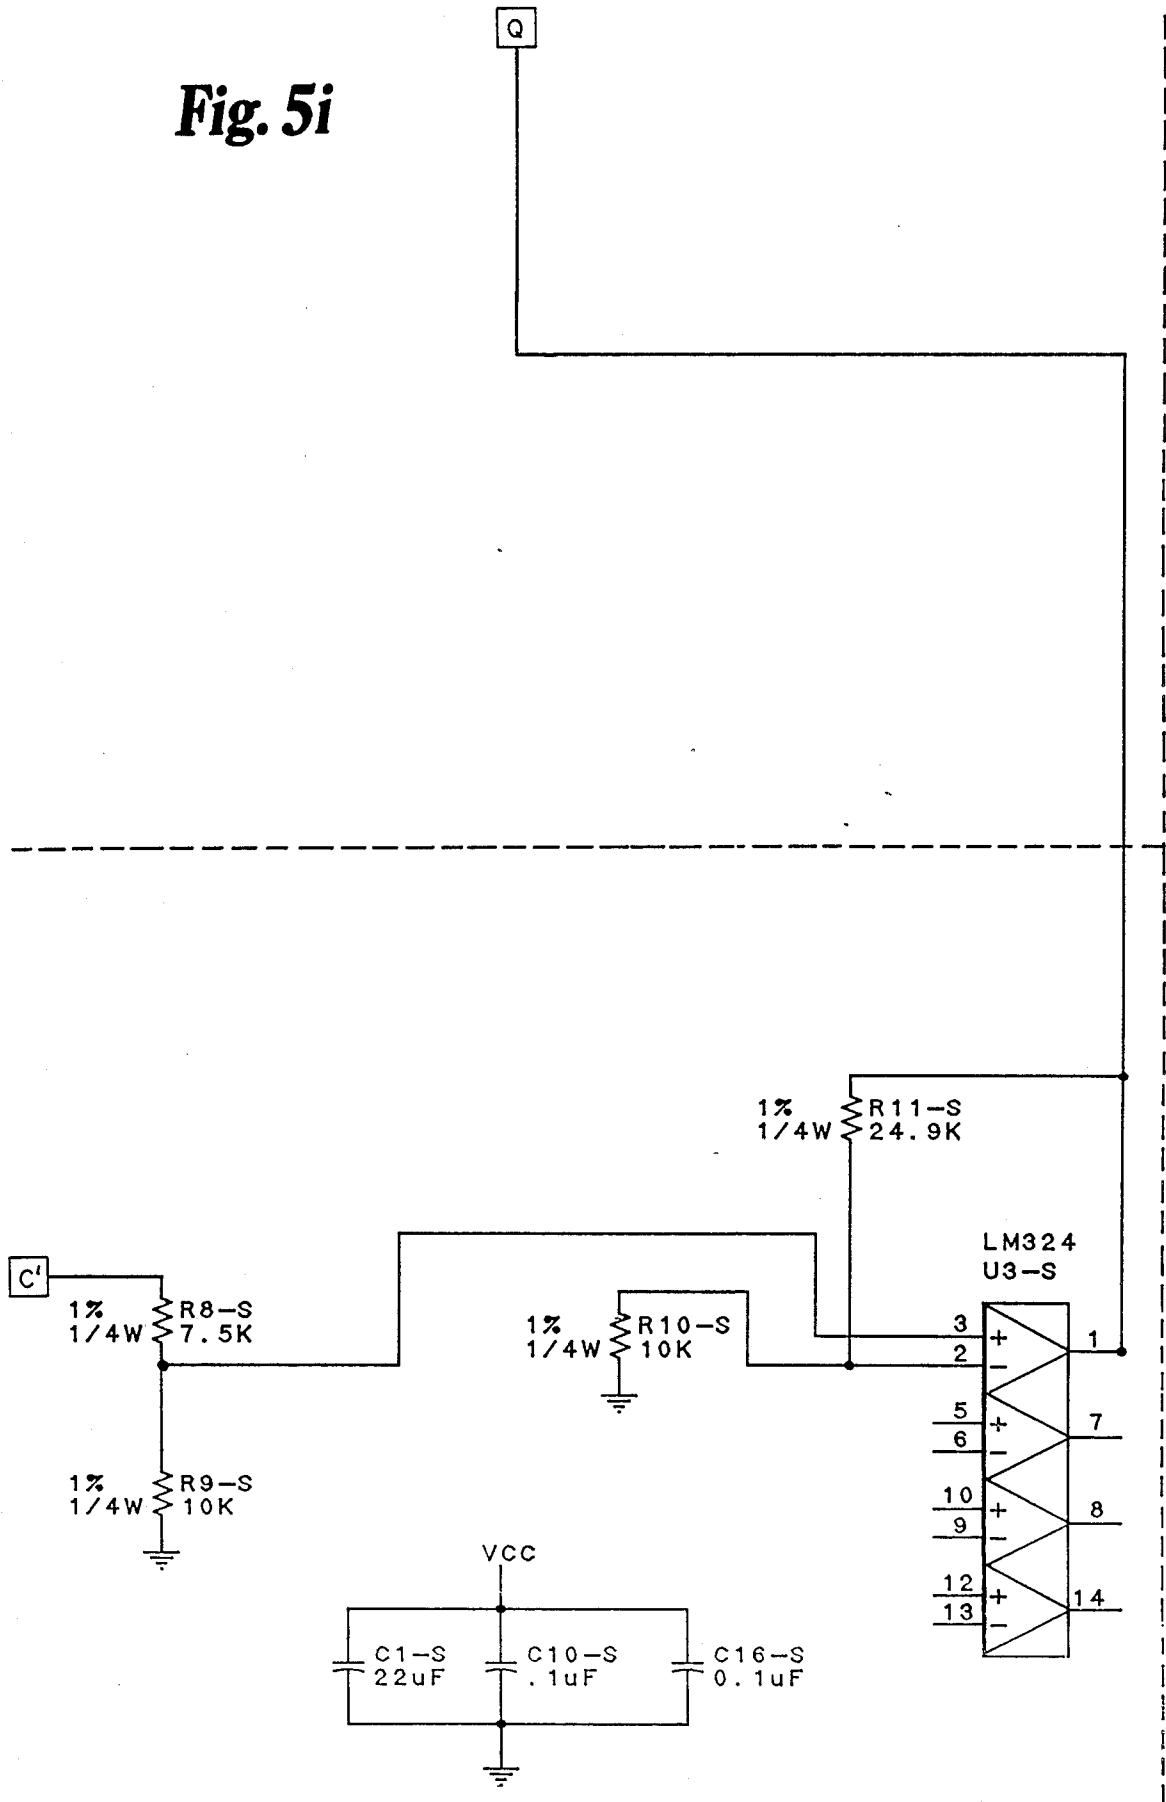 Q
Fig. 5i
1% R11-S
1/4W 24.9K
LM324
U3-S
C'
1% R8-S
1/4W 7.5K
1% R10-S
1/4W 10K
3 + 1
2 -
5 + 7
6 -
10 + 8
9 -
12 + 14
13 -
1% R9-S
1/4W 10K
VCC
C1-S C10-S C16-S
22uF .1uF 0.1uF